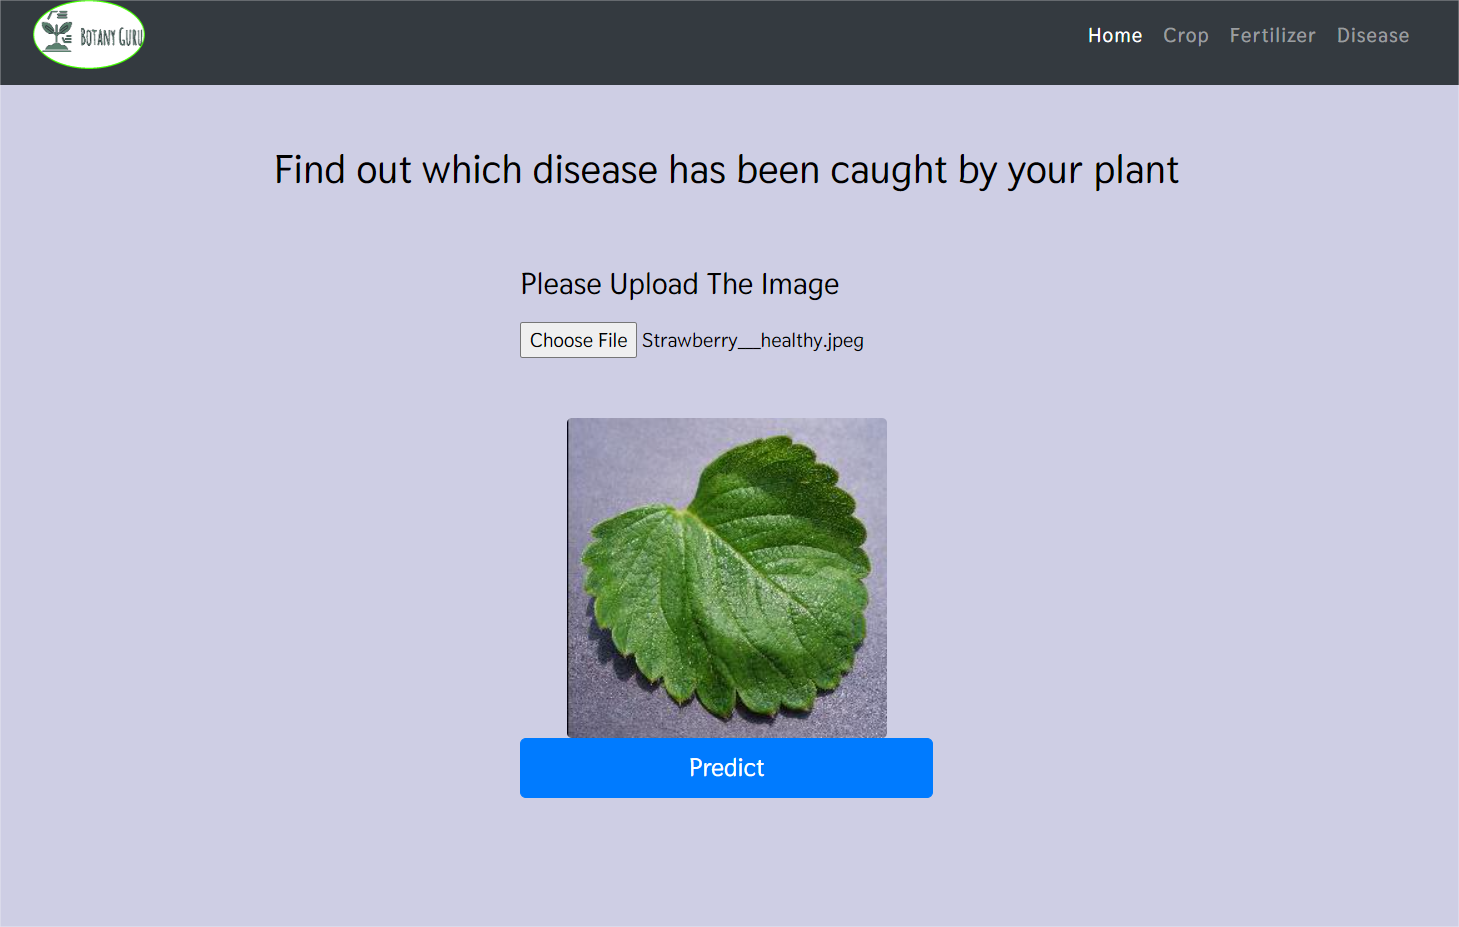 BOTANY GURU
Home Crop Fertilizer Disease
Find out which disease has been caught by your plant
Please Upload The Image
Choose File Strawberry__healthy.jpeg
Predict